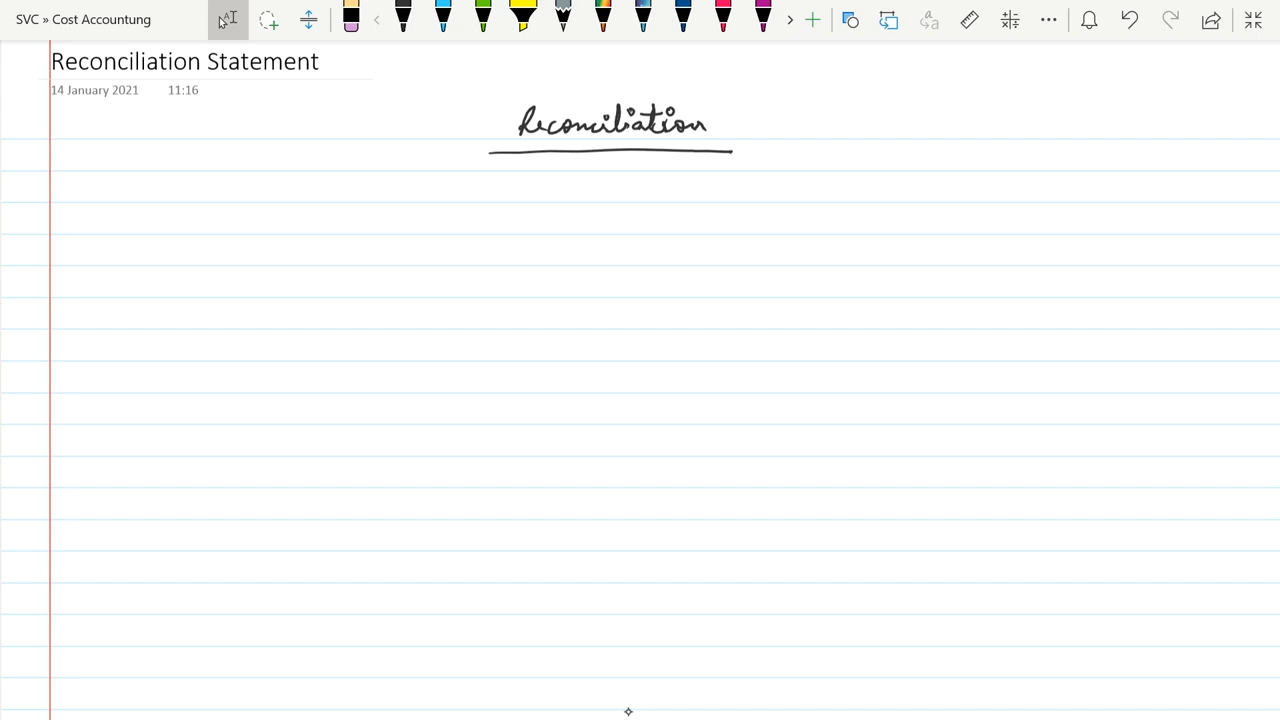 SVC » Cost Accountung
Reconciliation Statement
14 January 2021 11:16
Reconciliation